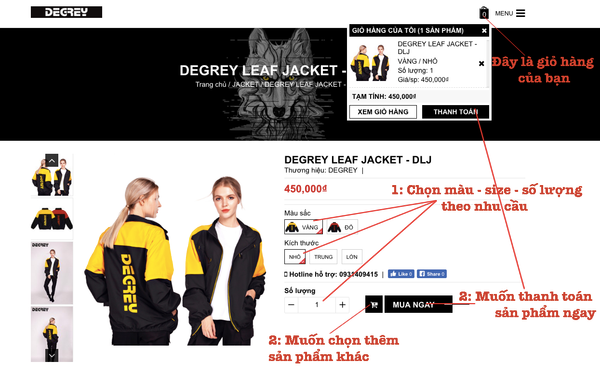 DEGREY
0
MENU
GIỎ HÀNG CỦA TÔI (1 SẢN PHẨM)
DEGREY LEAF JACKET -
DLJ
VÀNG / NHỎ
Số lượng: 1
Giá/sp: 450,000₫
TẠM TÍNH: 450,000₫
XEM GIỎ HÀNG
THANH TOÁN
Đây là giỏ hàng
của bạn
DEGREY LEAF JACKET -
Trang chủ / JACKET / DEGREY LEAF JACKET -
DEGREY LEAF JACKET - DLJ
Thương hiệu: DEGREY |
450,000₫
1: Chọn màu - size - số lượng
theo nhu cầu
Màu sắc
VÀNG
ĐỎ
Kích thước
NHỎ
TRUNG
LỚN
Hotline hỗ trợ: 0931409415 |
Like 0
Share 0
Số lượng
− 1 +
MUA NGAY
2: Muốn thanh toán
sản phẩm ngay
2: Muốn chọn thêm
sản phẩm khác
DEGREY